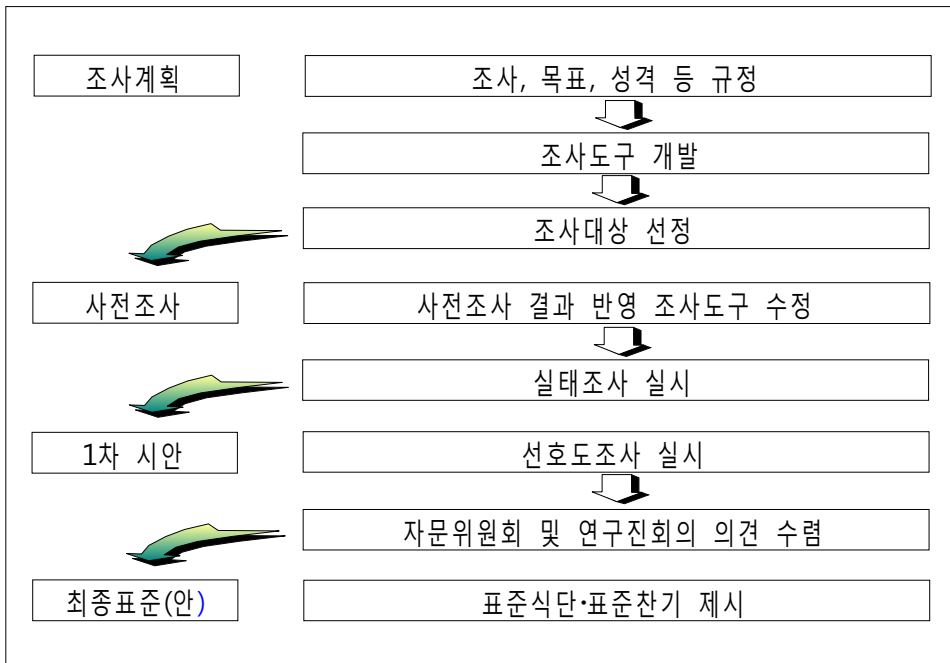 조사계획
조사, 목표, 성격 등 규정
조사도구 개발
조사대상 선정
사전조사
사전조사 결과 반영 조사도구 수정
실태조사 실시
1차 시안
선호도조사 실시
자문위원회 및 연구진회의 의견 수렴
최종표준(안)
표준식단·표준찬기 제시